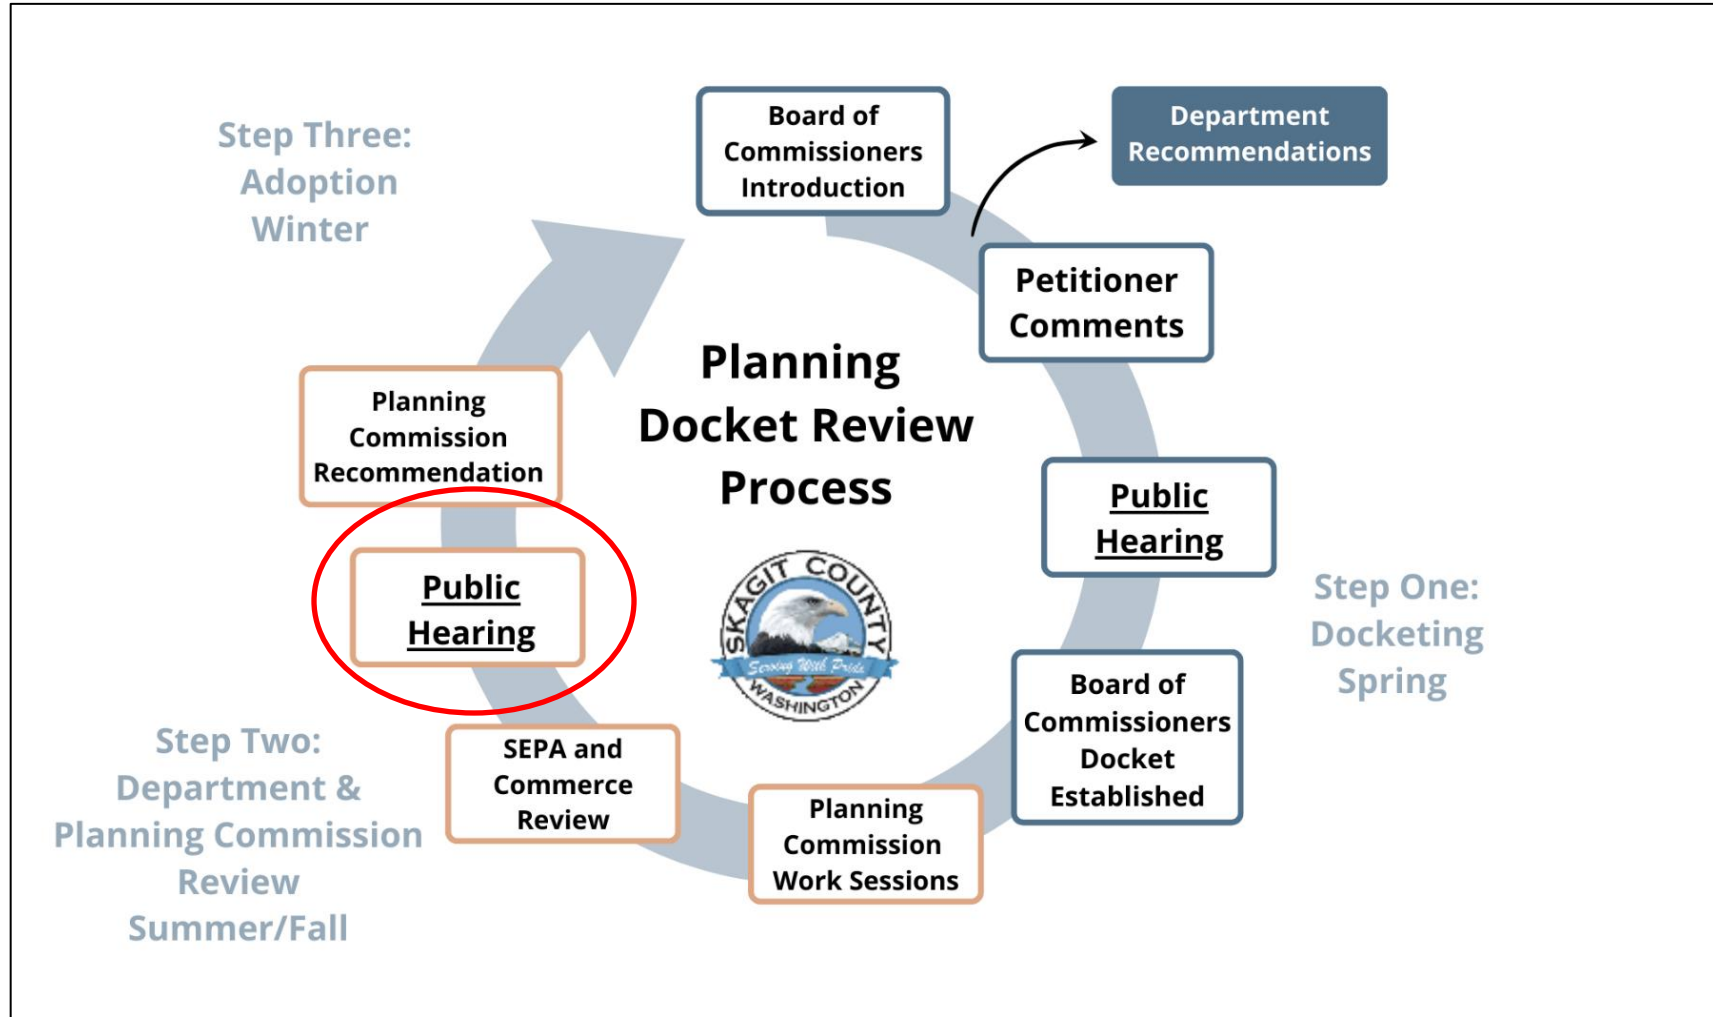 Step Three:
Adoption
Winter
Board of
Commissioners
Introduction
Department
Recommendations
Petitioner
Comments
Planning
Docket Review
Process
Planning
Commission
Recommendation
Public
Hearing
Public
Hearing
SKAGIT COUNTY
Serving With Pride
WASHINGTON
Step One:
Docketing
Spring
Board of
Commissioners
Docket
Established
Step Two:
Department &
Planning Commission
Review
Summer/Fall
SEPA and
Commerce
Review
Planning
Commission
Work Sessions